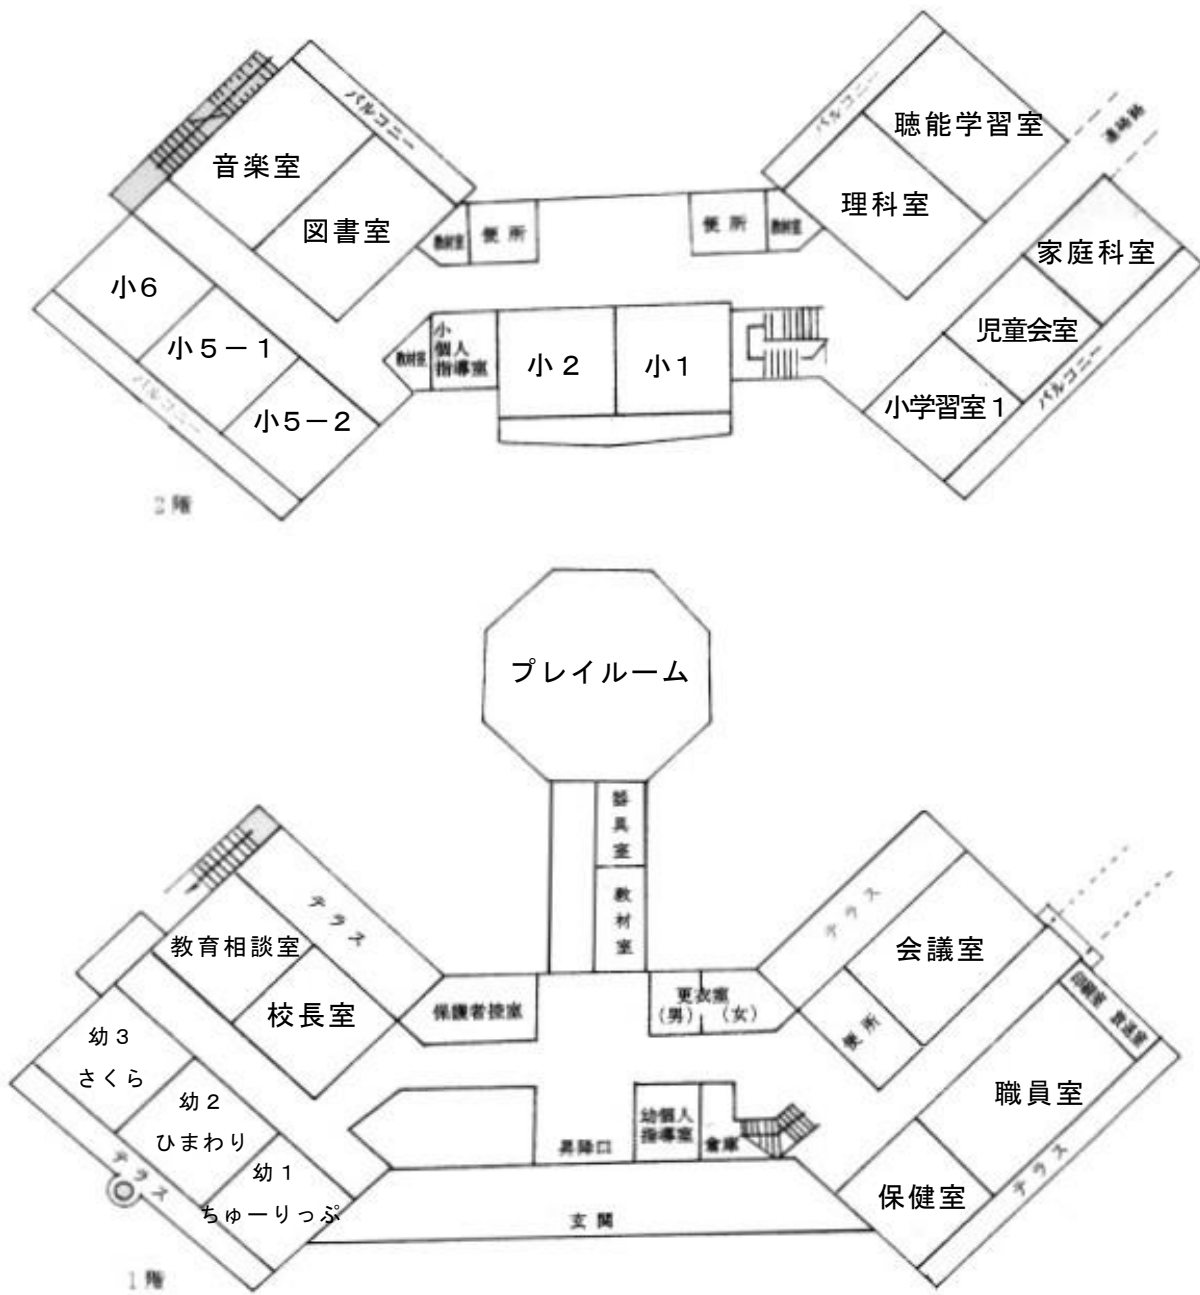 バルコニー
音楽室
図書室
教材室
便所
小6
小5－1
小5－2
バルコニー
教材室
小
個人
指導室
小2
小1
便所
教材室
バルコニー
聴能学習室
理科室
連絡路
家庭科室
児童会室
小学習室1
バルコニー
2階
プレイルーム
器具室
教材室
テラス
教育相談室
校長室
保護者控室
更衣室
(男)
(女)
テラス
会議室
便所
印刷室
職員室
保健室
テラス
幼3
さくら
幼2
ひまわり
幼1
ちゅーりっぷ
テラス
昇降口
幼個人
指導室
倉庫
玄関
1階